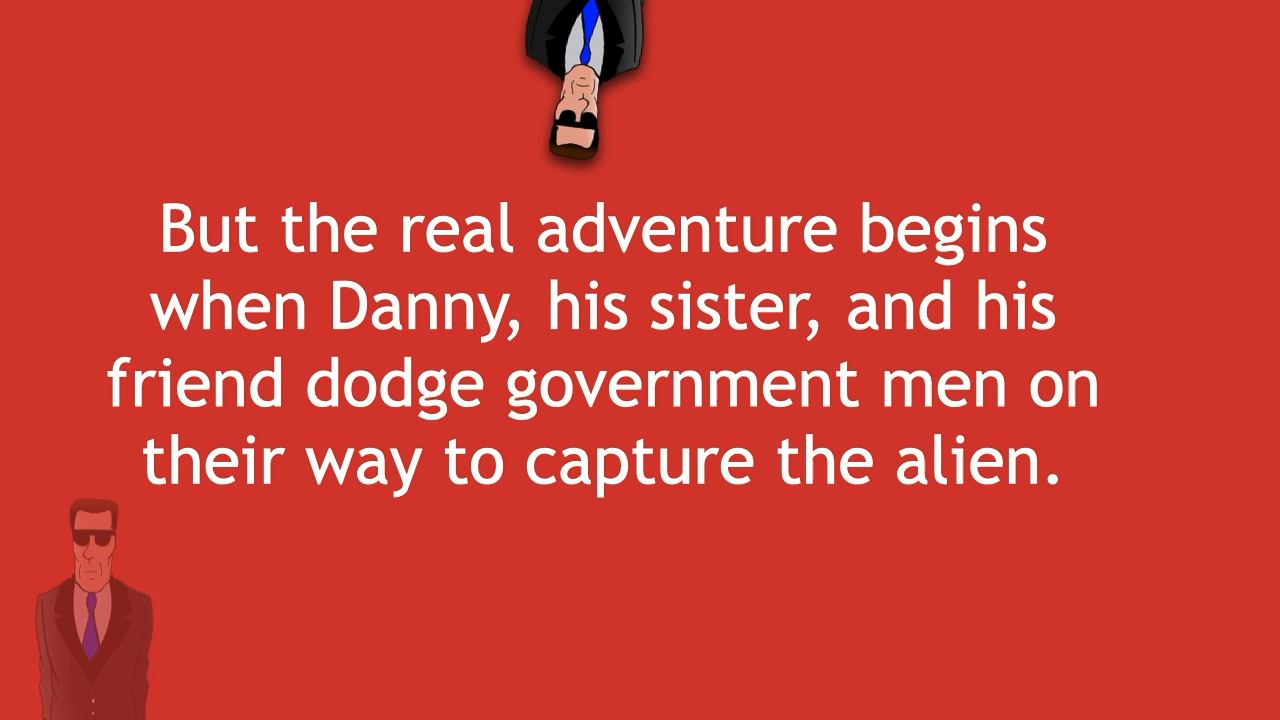 But the real adventure begins
when Danny, his sister, and his
friend dodge government men on
their way to capture the alien.